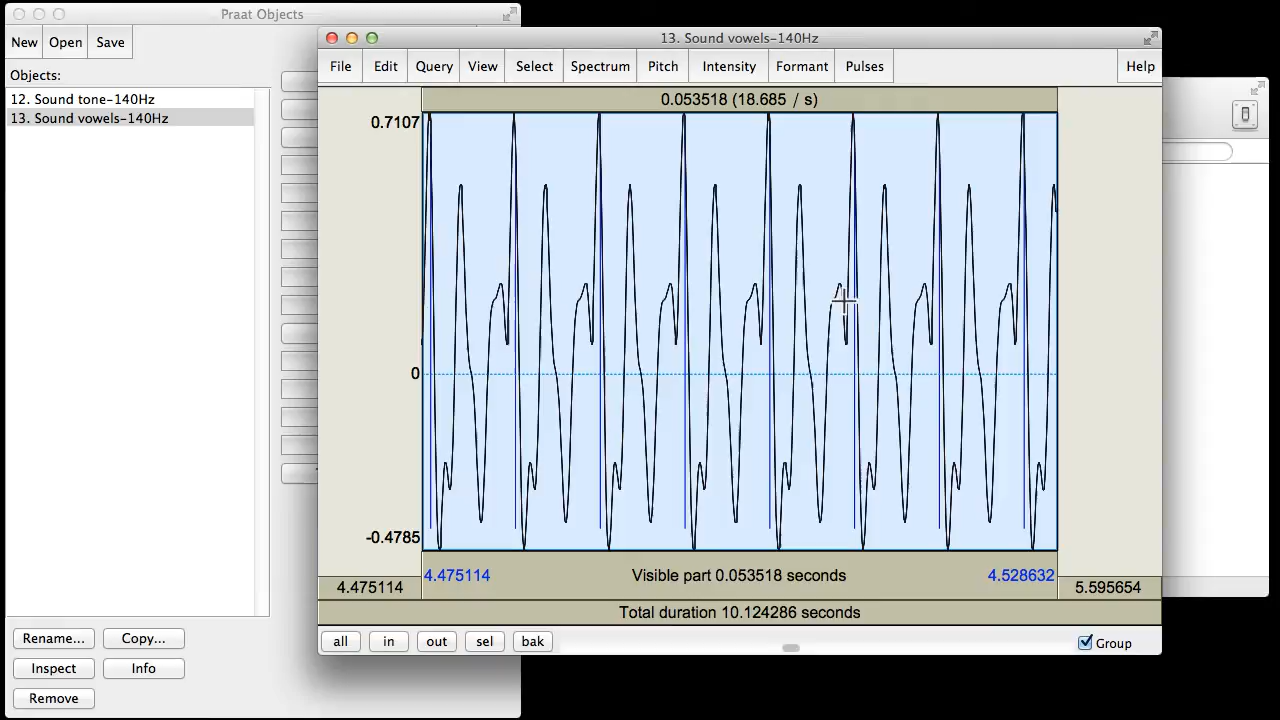 Praat Objects
New Open Save
Objects:
12. Sound tone-140Hz
13. Sound vowels-140Hz
Rename... Copy...
Inspect Info
Remove
13. Sound vowels-140Hz
File Edit Query View Select Spectrum Pitch Intensity Formant Pulses Help
0.053518 (18.685 / s)
0.7107
0
-0.4785
4.475114 Visible part 0.053518 seconds 4.528632
4.475114 5.595654
Total duration 10.124286 seconds
all in out sel bak Group